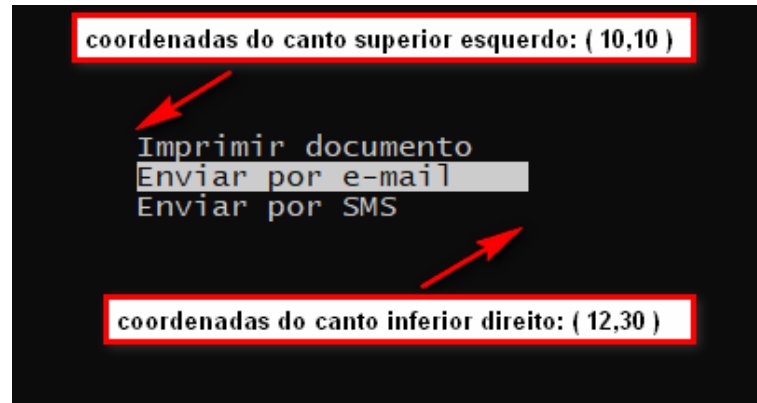 coordenadas do canto superior esquerdo: ( 10,10 )
Imprimir documento
Enviar por e-mail
Enviar por SMS
coordenadas do canto inferior direito: ( 12,30 )